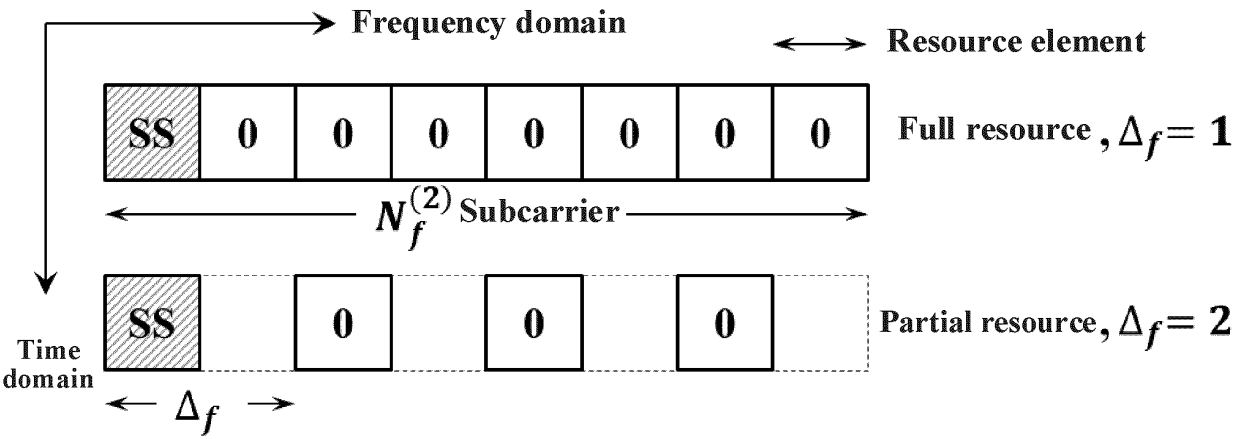 Frequency domain
Resource element
SS 0 0 0 0 0 0 0
Full resource , Δf = 1
N_f^(2) Subcarrier
SS 0 0 0
Partial resource, Δf = 2
Time
domain
Δf